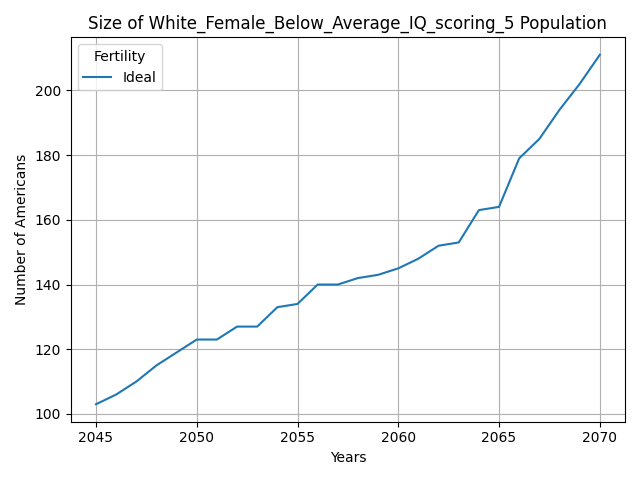 Size of White_Female_Below_Average_IQ_scoring_5 Population
Fertility
Ideal
Number of Americans
200
180
160
140
120
100
2045 2050 2055 2060 2065 2070
Years